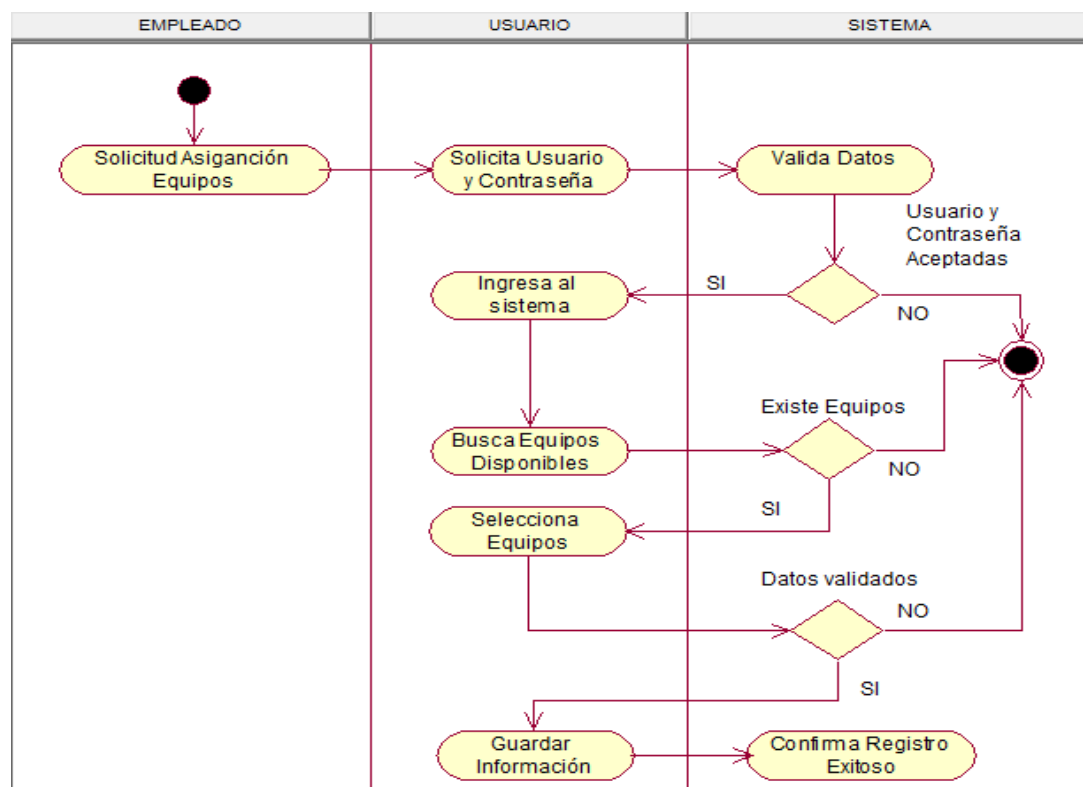 EMPLEADO
USUARIO
SISTEMA
Solicitud Asiganción
Equipos
Solicita Usuario
y Contraseña
Valida Datos
Usuario y
Contraseña
Aceptadas
Ingresa al
sistema
SI
NO
Existe Equipos
Busca Equipos
Disponibles
NO
SI
Selecciona
Equipos
Datos validados
NO
SI
Guardar
Información
Confirma Registro
Exitoso